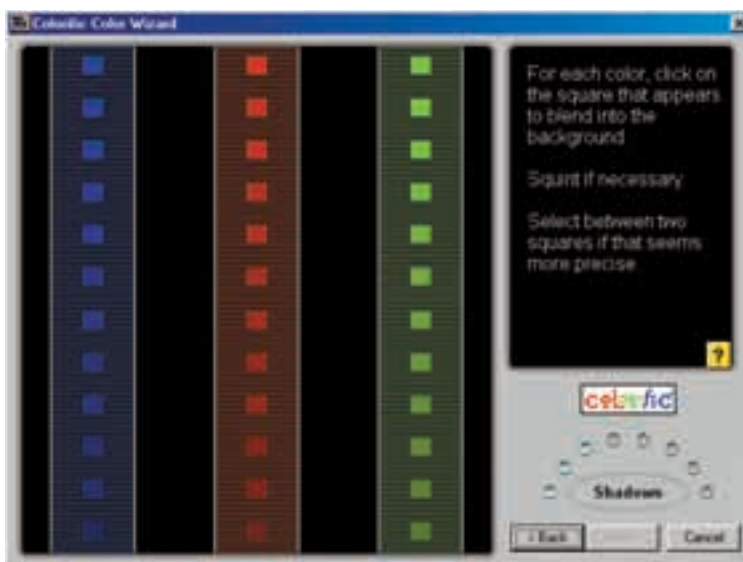 Colorific Color Wizard
For each color, click on
the square that appears
to blend into the
background
Squint if necessary
Select between two
squares if that seems
more precise
?
colorific
Shadows
< Back
Cancel